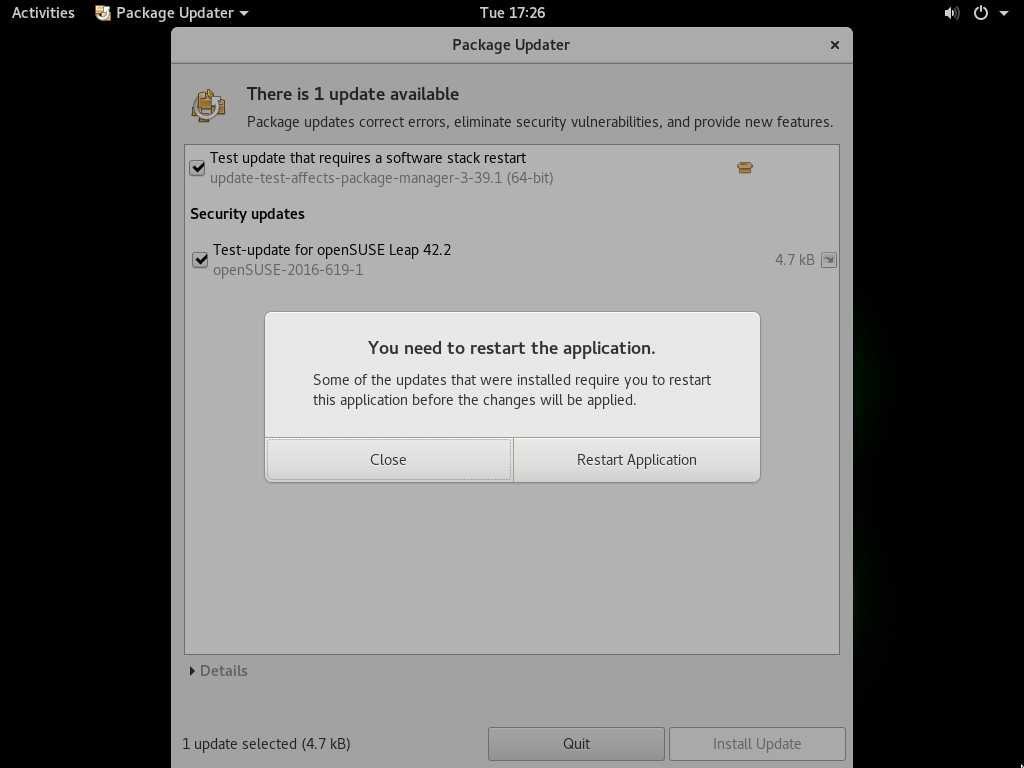 Activities Package Updater Tue 17:26
Package Updater
There is 1 update available
Package updates correct errors, eliminate security vulnerabilities, and provide new features.
Test update that requires a software stack restart
update-test-affects-package-manager-3-39.1 (64-bit)
Security updates
Test-update for openSUSE Leap 42.2
openSUSE-2016-619-1 4.7 kB
You need to restart the application.
Some of the updates that were installed require you to restart
this application before the changes will be applied.
Close Restart Application
Details
1 update selected (4.7 kB) Quit Install Update